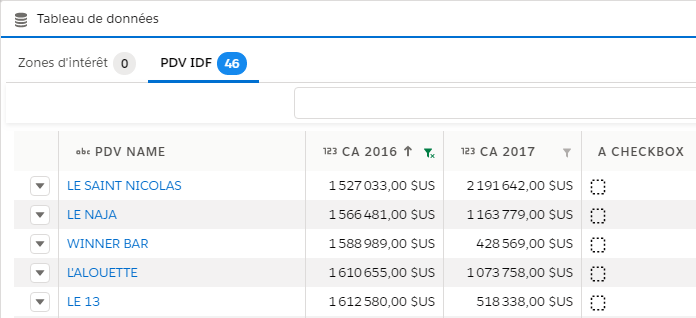 Tableau de données
Zones d'intérêt 0 PDV IDF 46
abc PDV NAME 123 CA 2016 123 CA 2017 A CHECKBOX
LE SAINT NICOLAS 1 527 033,00 $US 2 191 642,00 $US
LE NAJA 1 566 481,00 $US 1 163 779,00 $US
WINNER BAR 1 588 989,00 $US 428 569,00 $US
L'ALOUETTE 1 610 655,00 $US 1 073 758,00 $US
LE 13 1 612 580,00 $US 518 338,00 $US